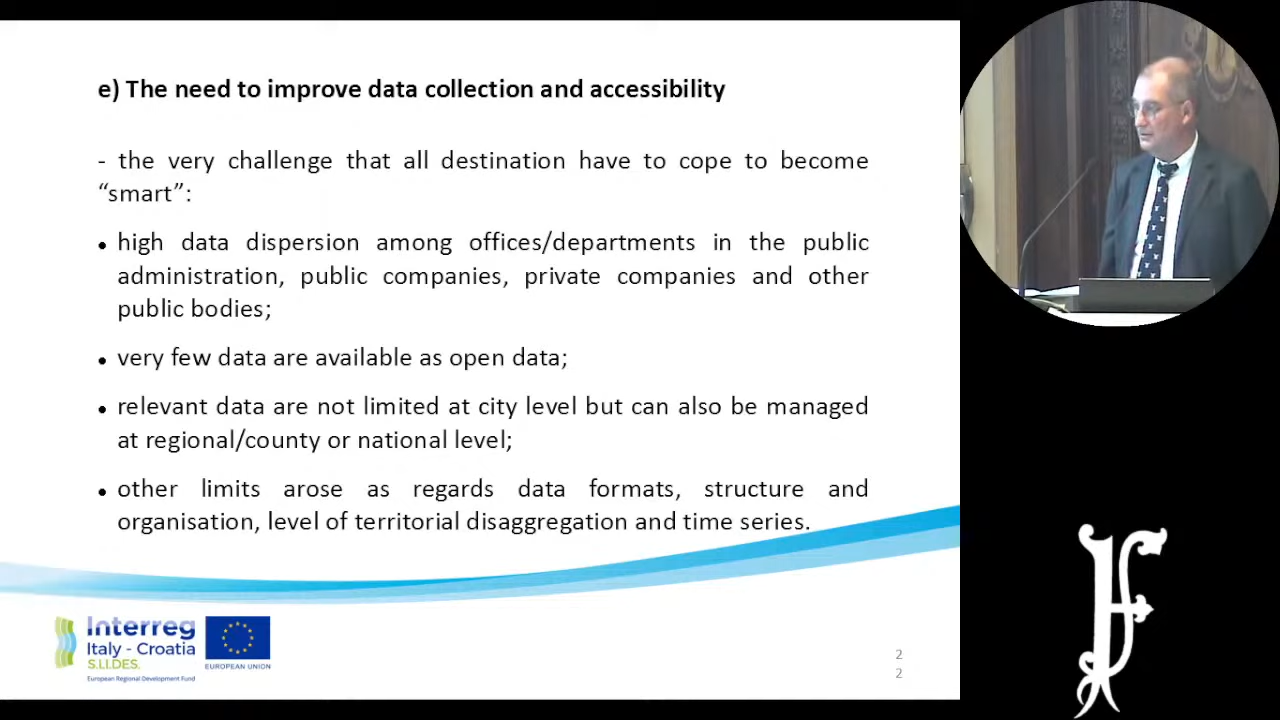 e) The need to improve data collection and accessibility
- the very challenge that all destination have to cope to become
“smart”:
• high data dispersion among offices/departments in the public
administration, public companies, private companies and other
public bodies;
• very few data are available as open data;
• relevant data are not limited at city level but can also be managed
at regional/county or national level;
• other limits arose as regards data formats, structure and
organisation, level of territorial disaggregation and time series.
Interreg
Italy - Croatia
S.LI.DES.
European Regional Development Fund
EUROPEAN UNION
2
2